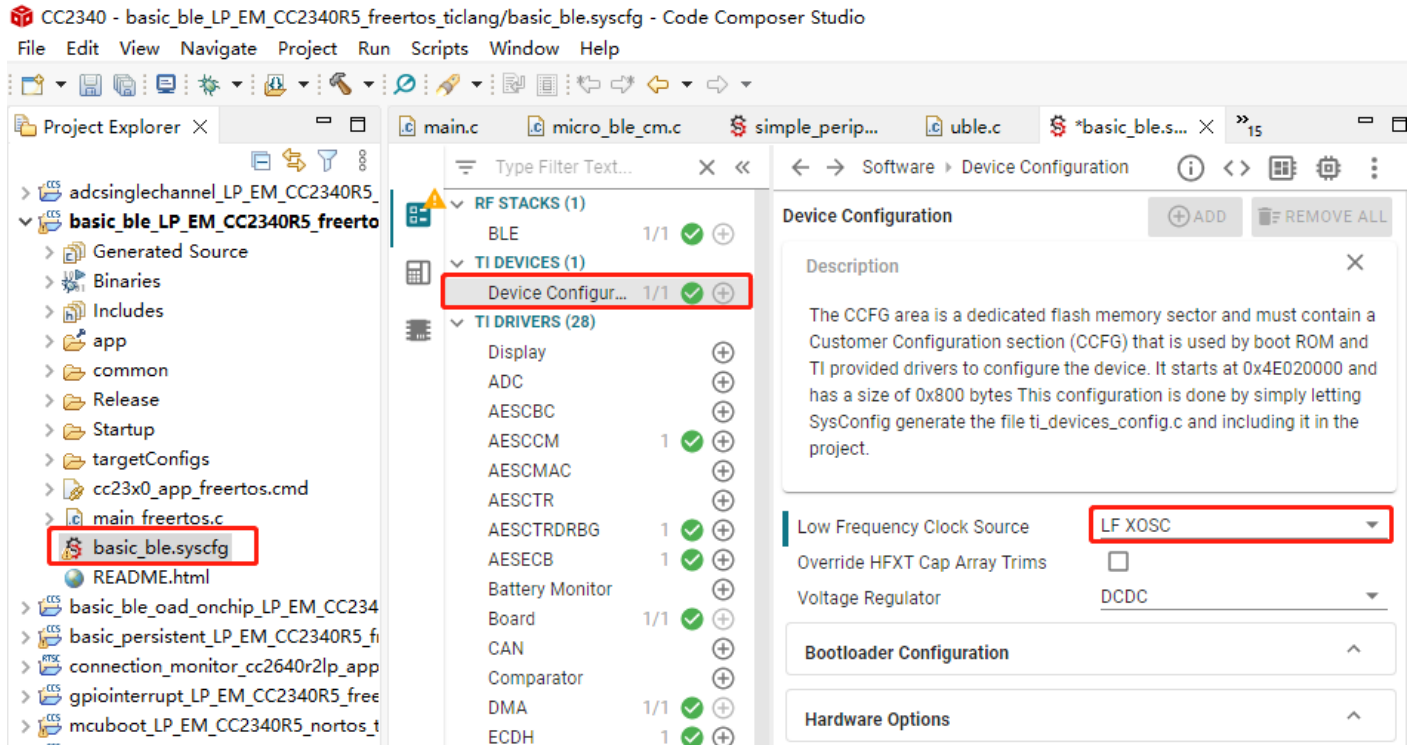 CC2340 - basic_ble_LP_EM_CC2340R5_freertos_ticlang/basic_ble.syscfg - Code Composer Studio
File Edit View Navigate Project Run Scripts Window Help
Project Explorer
main.c
micro_ble_cm.c
simple_perip...
uble.c
*basic_ble.s...
»15
adcsinglechannel_LP_EM_CC2340R5_
basic_ble_LP_EM_CC2340R5_freerto
Generated Source
Binaries
Includes
app
common
Release
Startup
targetConfigs
cc23x0_app_freertos.cmd
main_freertos.c
basic_ble.syscfg
README.html
basic_ble_oad_onchip_LP_EM_CC234
basic_persistent_LP_EM_CC2340R5_fr
connection_monitor_cc2640r2lp_app
gpiointerrupt_LP_EM_CC2340R5_free
mcuboot_LP_EM_CC2340R5_nortos_t
Type Filter Text...
RF STACKS (1)
BLE 1/1
TI DEVICES (1)
Device Configur... 1/1
TI DRIVERS (28)
Display
ADC
AESCBC
AESCCM 1
AESCMAC
AESCTR
AESCTRDRBG 1
AESECB 1
Battery Monitor
Board 1/1
CAN
Comparator
DMA 1/1
ECDH 1
Software Device Configuration
Device Configuration
ADD
REMOVE ALL
Description
The CCFG area is a dedicated flash memory sector and must contain a
Customer Configuration section (CCFG) that is used by boot ROM and
TI provided drivers to configure the device. It starts at 0x4E020000 and
has a size of 0x800 bytes This configuration is done by simply letting
SysConfig generate the file ti_devices_config.c and including it in the
project.
Low Frequency Clock Source LF XOSC
Override HFXT Cap Array Trims
Voltage Regulator DCDC
Bootloader Configuration
Hardware Options